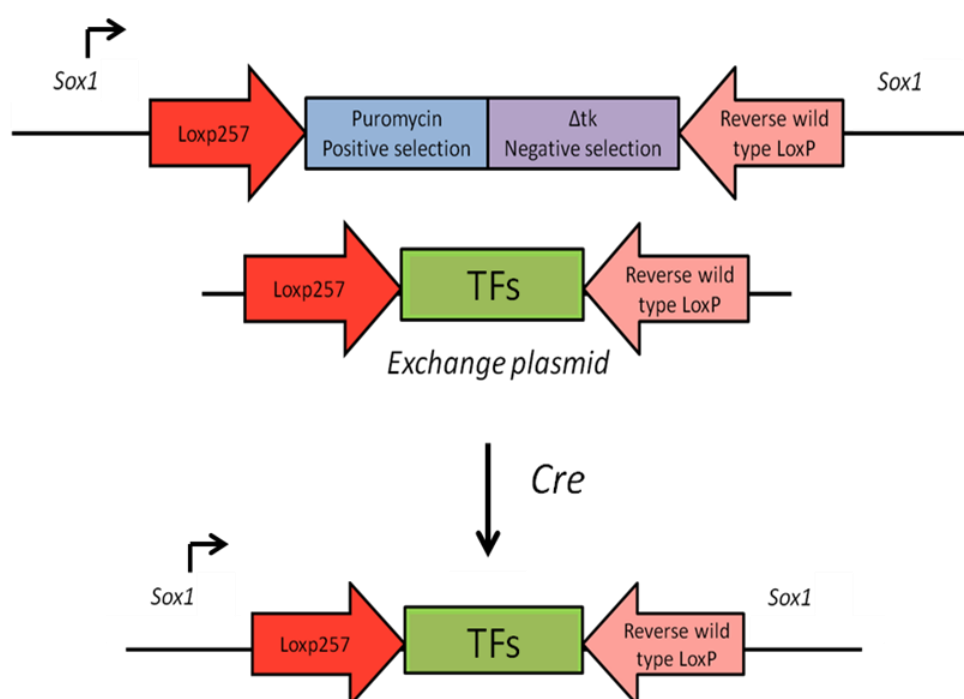 Sox1
Sox1
Loxp257
Puromycin
Positive selection
Δtk
Negative selection
Reverse wild
type LoxP
Loxp257
TFs
Reverse wild
type LoxP
Exchange plasmid
Cre
Sox1
Sox1
Loxp257
TFs
Reverse wild
type LoxP